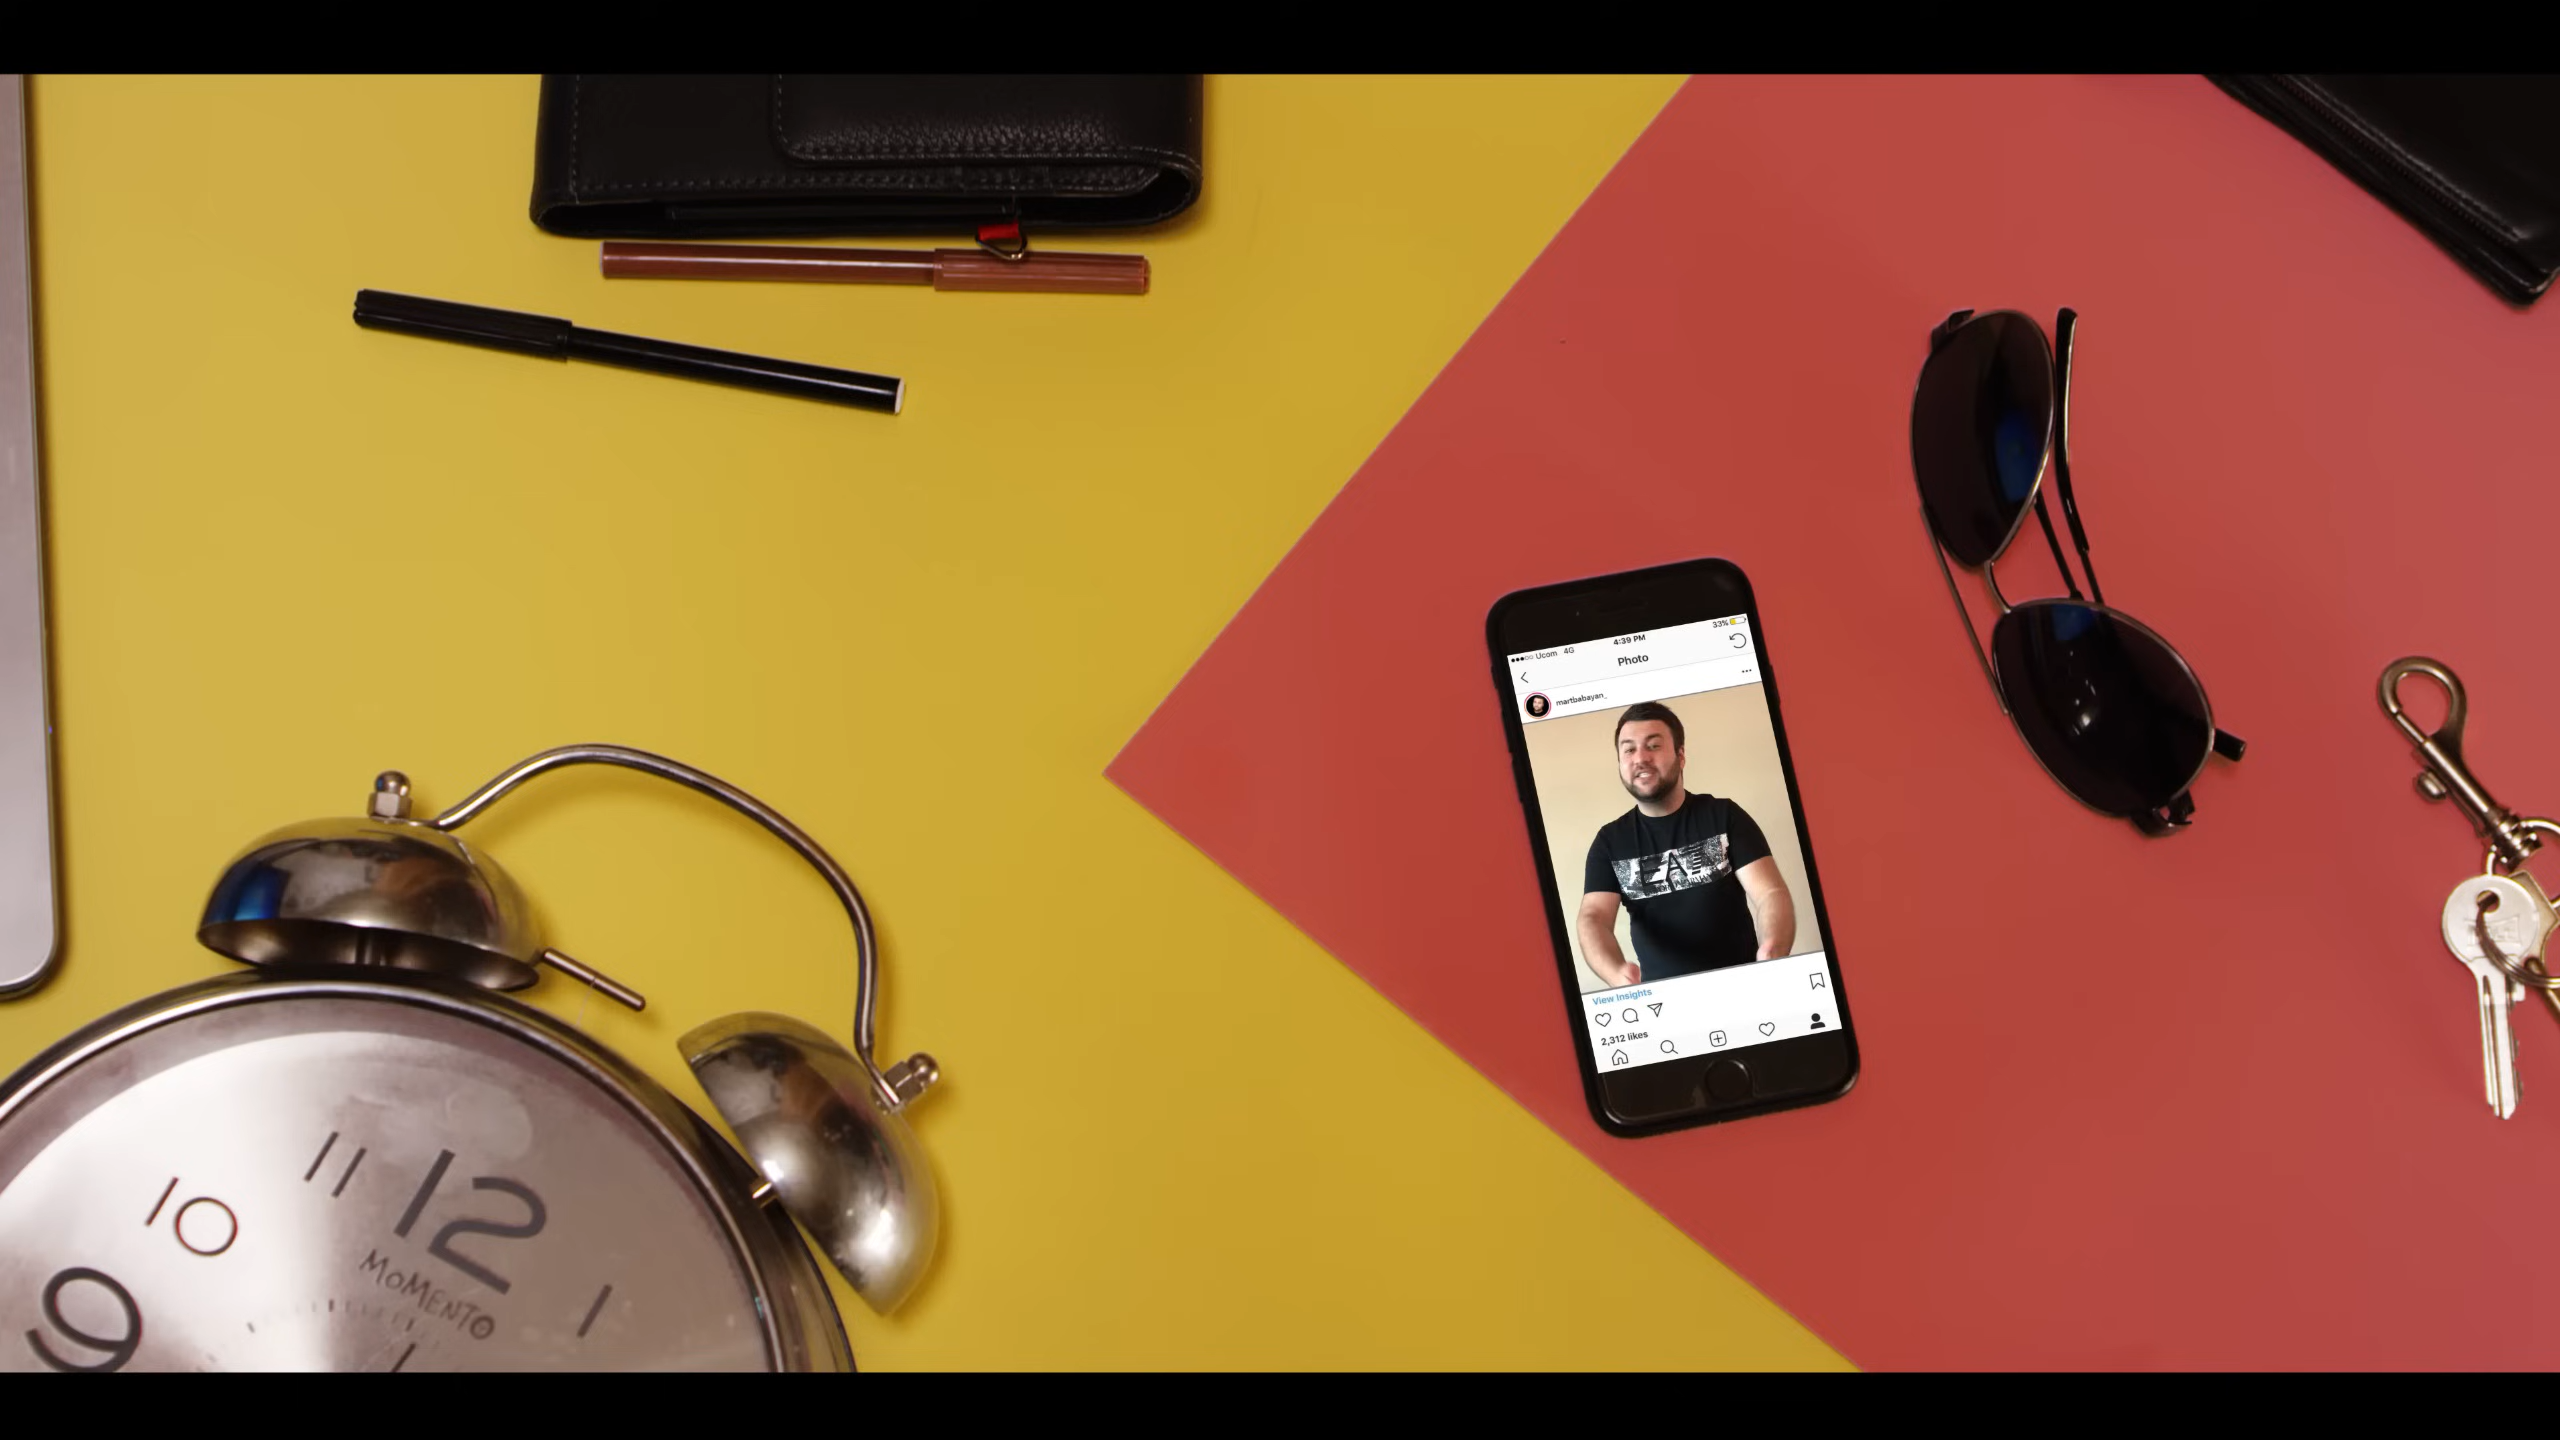 ●●●○○ Ucom 4G 4:39 PM 33%
Photo
martbabayan_
EA7
View Insights
2,312 likes
9 10 11 12 1
MOMENTO